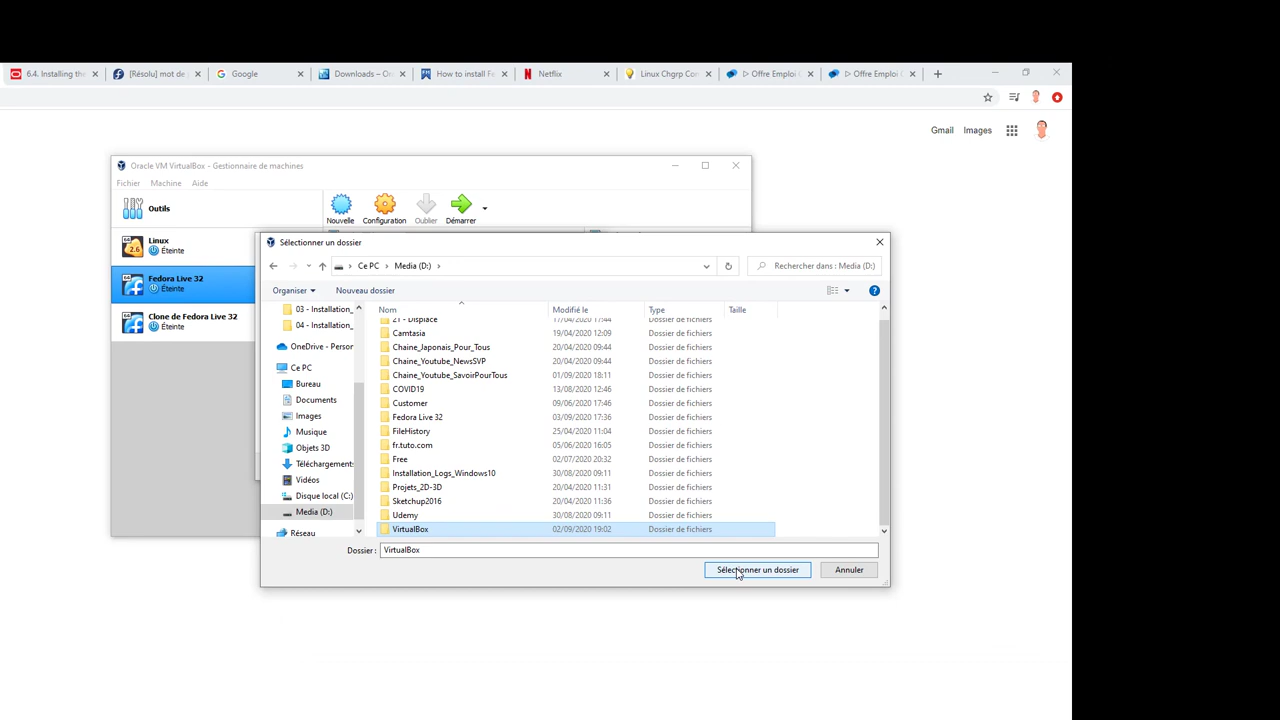 6.4. Installing the
[Résolu] mot de
Google
Downloads – Or
How to install Fe
Netflix
Linux Chgrp Con
Offre Emploi
Offre Emploi
Gmail Images
Oracle VM VirtualBox - Gestionnaire de machines
Fichier Machine Aide
Outils
Nouvelle Configuration Oublier Démarrer
Linux
Éteinte
Fedora Live 32
Éteinte
Clone de Fedora Live 32
Éteinte
Sélectionner un dossier
Ce PC > Media (D:) >
Rechercher dans : Media (D:)
Organiser
Nouveau dossier
03 - Installation_
04 - Installation_
OneDrive - Person
Ce PC
Bureau
Documents
Images
Musique
Objets 3D
Téléchargements
Vidéos
Disque local (C:)
Media (D:)
Réseau
Nom Modifié le Type Taille
21 - Displace 17/04/2020 17:44 Dossier de fichiers
Camtasia 19/04/2020 12:09 Dossier de fichiers
Chaine_Japonais_Pour_Tous 20/04/2020 09:44 Dossier de fichiers
Chaine_Youtube_NewsSVP 20/04/2020 09:44 Dossier de fichiers
Chaine_Youtube_SavoirPourTous 01/09/2020 18:11 Dossier de fichiers
COVID19 13/08/2020 12:46 Dossier de fichiers
Customer 09/06/2020 17:46 Dossier de fichiers
Fedora Live 32 03/09/2020 17:36 Dossier de fichiers
FileHistory 25/04/2020 11:04 Dossier de fichiers
fr.tuto.com 05/06/2020 16:05 Dossier de fichiers
Free 02/07/2020 20:32 Dossier de fichiers
Installation_Logs_Windows10 30/08/2020 09:11 Dossier de fichiers
Projets_2D-3D 20/04/2020 11:31 Dossier de fichiers
Sketchup2016 20/04/2020 11:36 Dossier de fichiers
Udemy 30/08/2020 09:11 Dossier de fichiers
VirtualBox 02/09/2020 19:02 Dossier de fichiers
Dossier : VirtualBox
Sélectionner un dossier Annuler